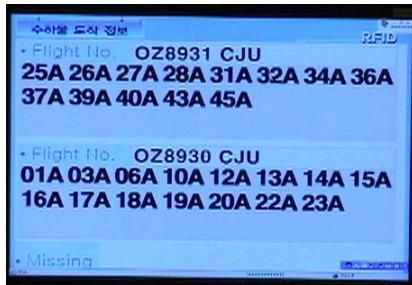 수하물 도착 정보
RFID
• Flight No. OZ8931 CJU
25A 26A 27A 28A 31A 32A 34A 36A
37A 39A 40A 43A 45A
• Flight No. OZ8930 CJU
01A 03A 06A 10A 12A 13A 14A 15A
16A 17A 18A 19A 20A 22A 23A
• Missing